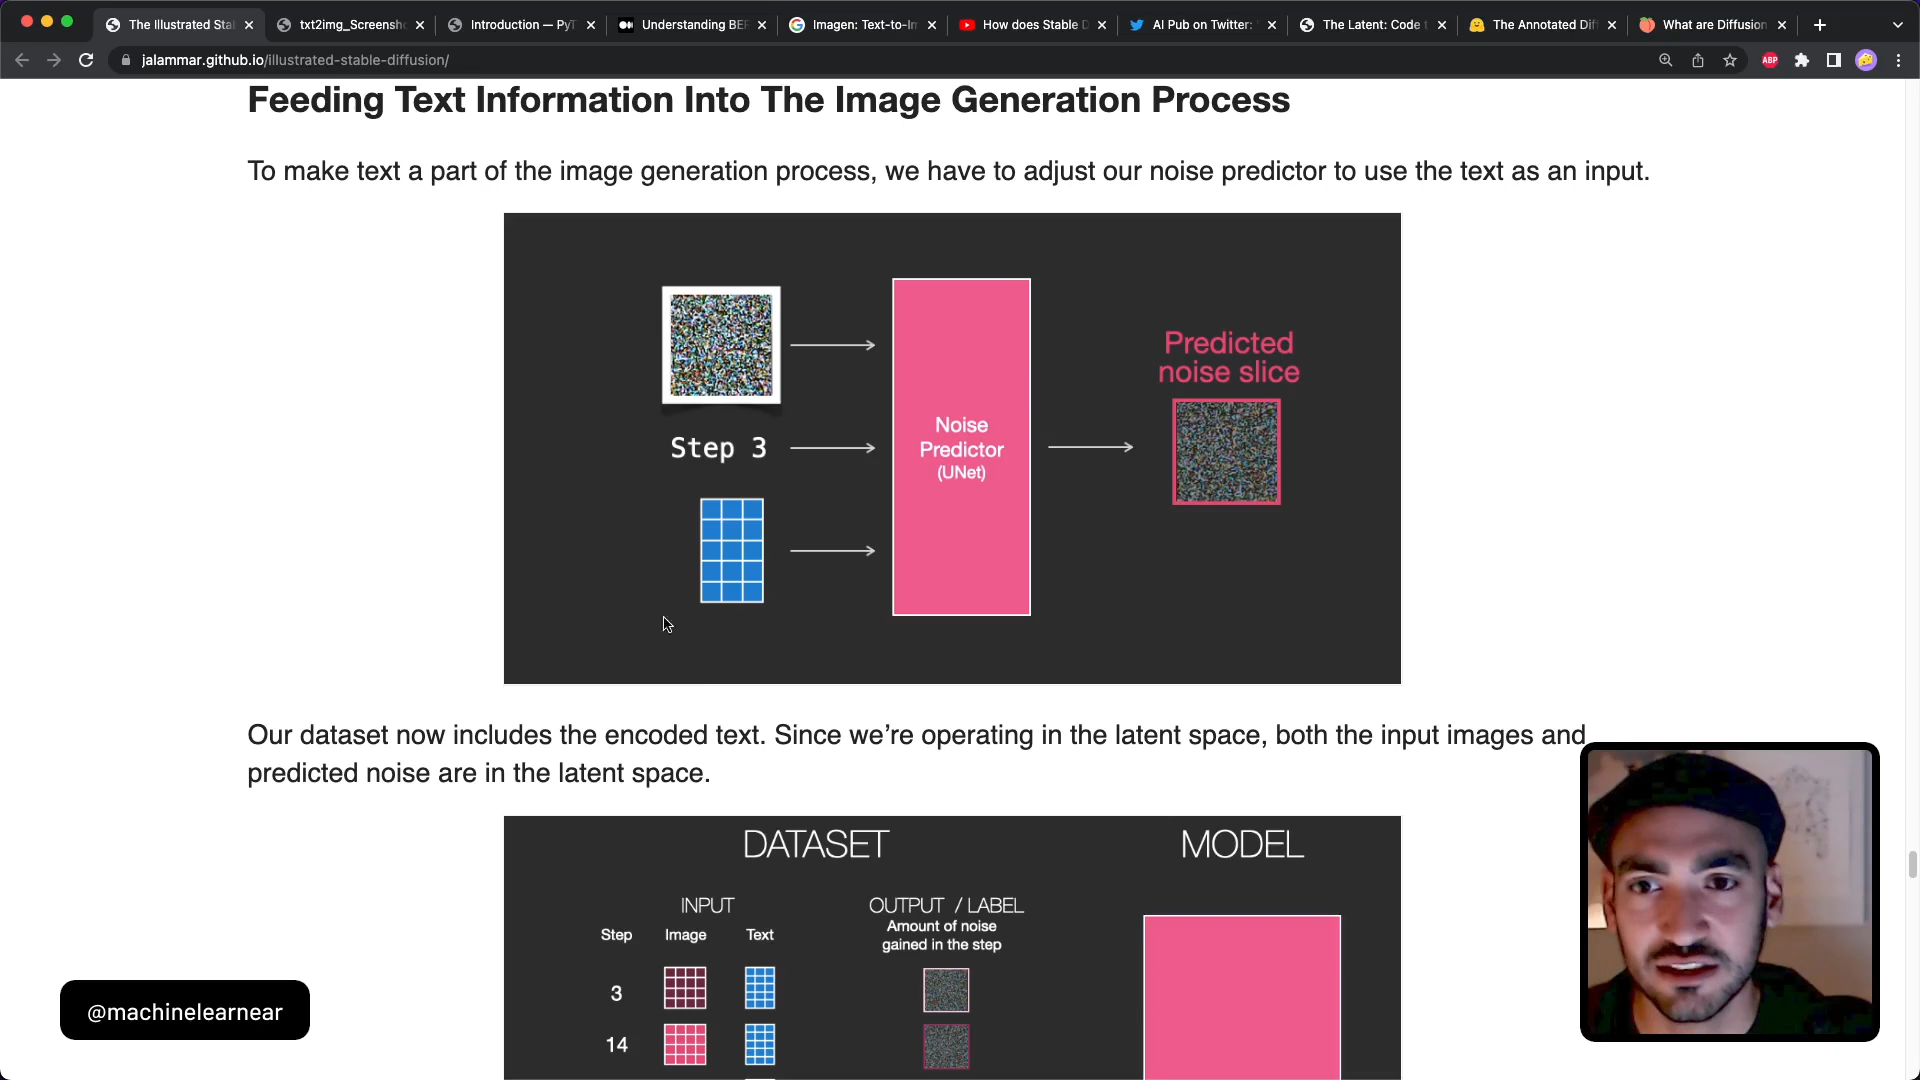 The Illustrated Sta
txt2img_Screensh
Introduction — PyT
Understanding BE
Imagen: Text-to-Im
How does Stable D
AI Pub on Twitter:
The Latent: Code t
The Annotated Dif
What are Diffusion
jalammar.github.io/illustrated-stable-diffusion/
ABP
Feeding Text Information Into The Image Generation Process
To make text a part of the image generation process, we have to adjust our noise predictor to use the text as an input.
Step 3
Noise
Predictor
(UNet)
Predicted
noise slice
Our dataset now includes the encoded text. Since we’re operating in the latent space, both the input images and
predicted noise are in the latent space.
DATASET
MODEL
INPUT
OUTPUT / LABEL
Amount of noise
gained in the step
Step
Image
Text
3
14
@machinelearnear